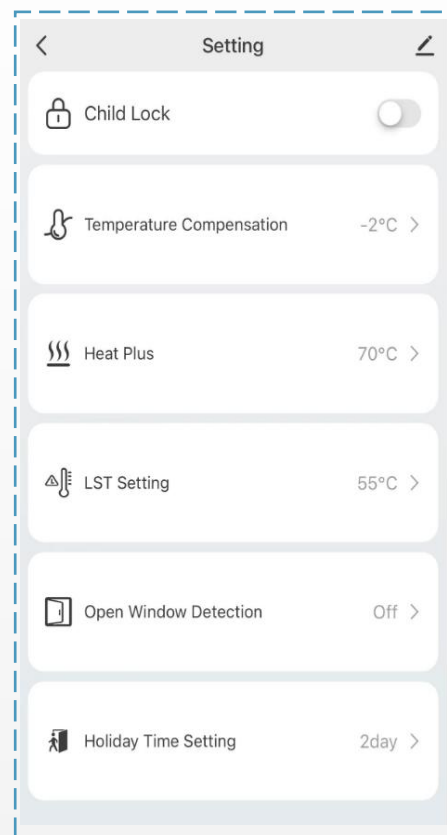 Setting
Child Lock
Temperature Compensation -2°C
Heat Plus 70°C
LST Setting 55°C
Open Window Detection Off
Holiday Time Setting 2day